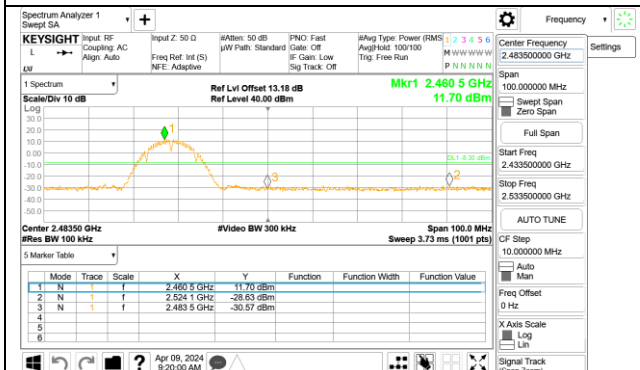 Spectrum Analyzer 1
Swept SA
Frequency
KEYSIGHT Input: RF Input Z: 50 Ω #Atten: 50 dB PNO: Fast #Avg Type: Power (RMS 1 2 3 4 5 6
L Coupling: AC µW Path: Standard Gate: Off Avg|Hold: 100/100 M W W W W W
Align: Auto Freq Ref: Int (S) IF Gain: Low Trig: Free Run
NFE: Adaptive Sig Track: Off P N N N N N
LXI
Center Frequency
2.483500000 GHz
Settings
Span
100.000000 MHz
Swept Span
Zero Span
Full Span
Start Freq
2.433500000 GHz
Stop Freq
2.533500000 GHz
AUTO TUNE
CF Step
10.000000 MHz
Auto
Man
Freq Offset
0 Hz
X Axis Scale
Log
Lin
Signal Track
1 Spectrum
Ref Lvl Offset 13.18 dB
Mkr1 2.460 5 GHz
Scale/Div 10 dB
Ref Level 40.00 dBm
11.70 dBm
Log
30.0
20.0
10.0
0.00
-10.0
-20.0
-30.0
-40.0
-50.0
1
2
3
Center 2.48350 GHz #Video BW 300 kHz Span 100.0 MHz
#Res BW 100 kHz Sweep 3.73 ms (1001 pts)
5 Marker Table
Mode Trace Scale X Y Function Function Width Function Value
1 N 1 f 2.460 5 GHz 11.70 dBm
2 N 1 f 2.524 1 GHz -28.63 dBm
3 N 1 f 2.483 5 GHz -30.57 dBm
4
5
6
Apr 09, 2024
9:20:00 AM